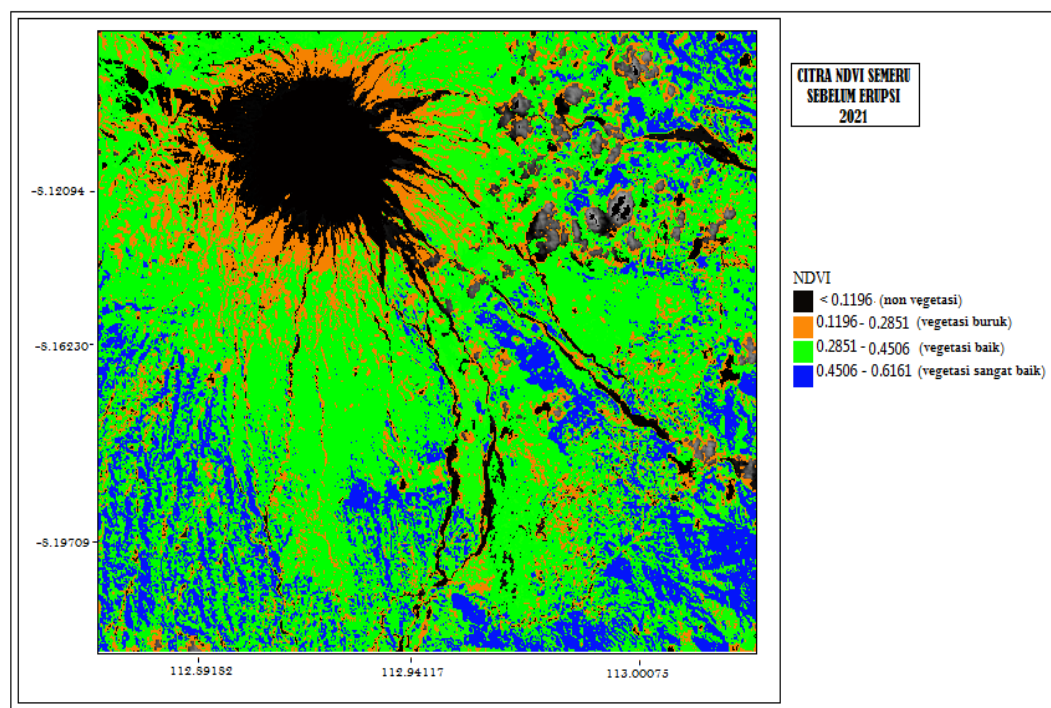 CITRA NDVI SEMERU
SEBELUM ERUPSI
2021
-8.12094
-8.16230
-8.19709
112.89182
112.94117
113.00075
NDVI
< 0.1196 (non vegetasi)
0.1196 - 0.2851 (vegetasi buruk)
0.2851 - 0.4506 (vegetasi baik)
0.4506 - 0.6161 (vegetasi sangat baik)